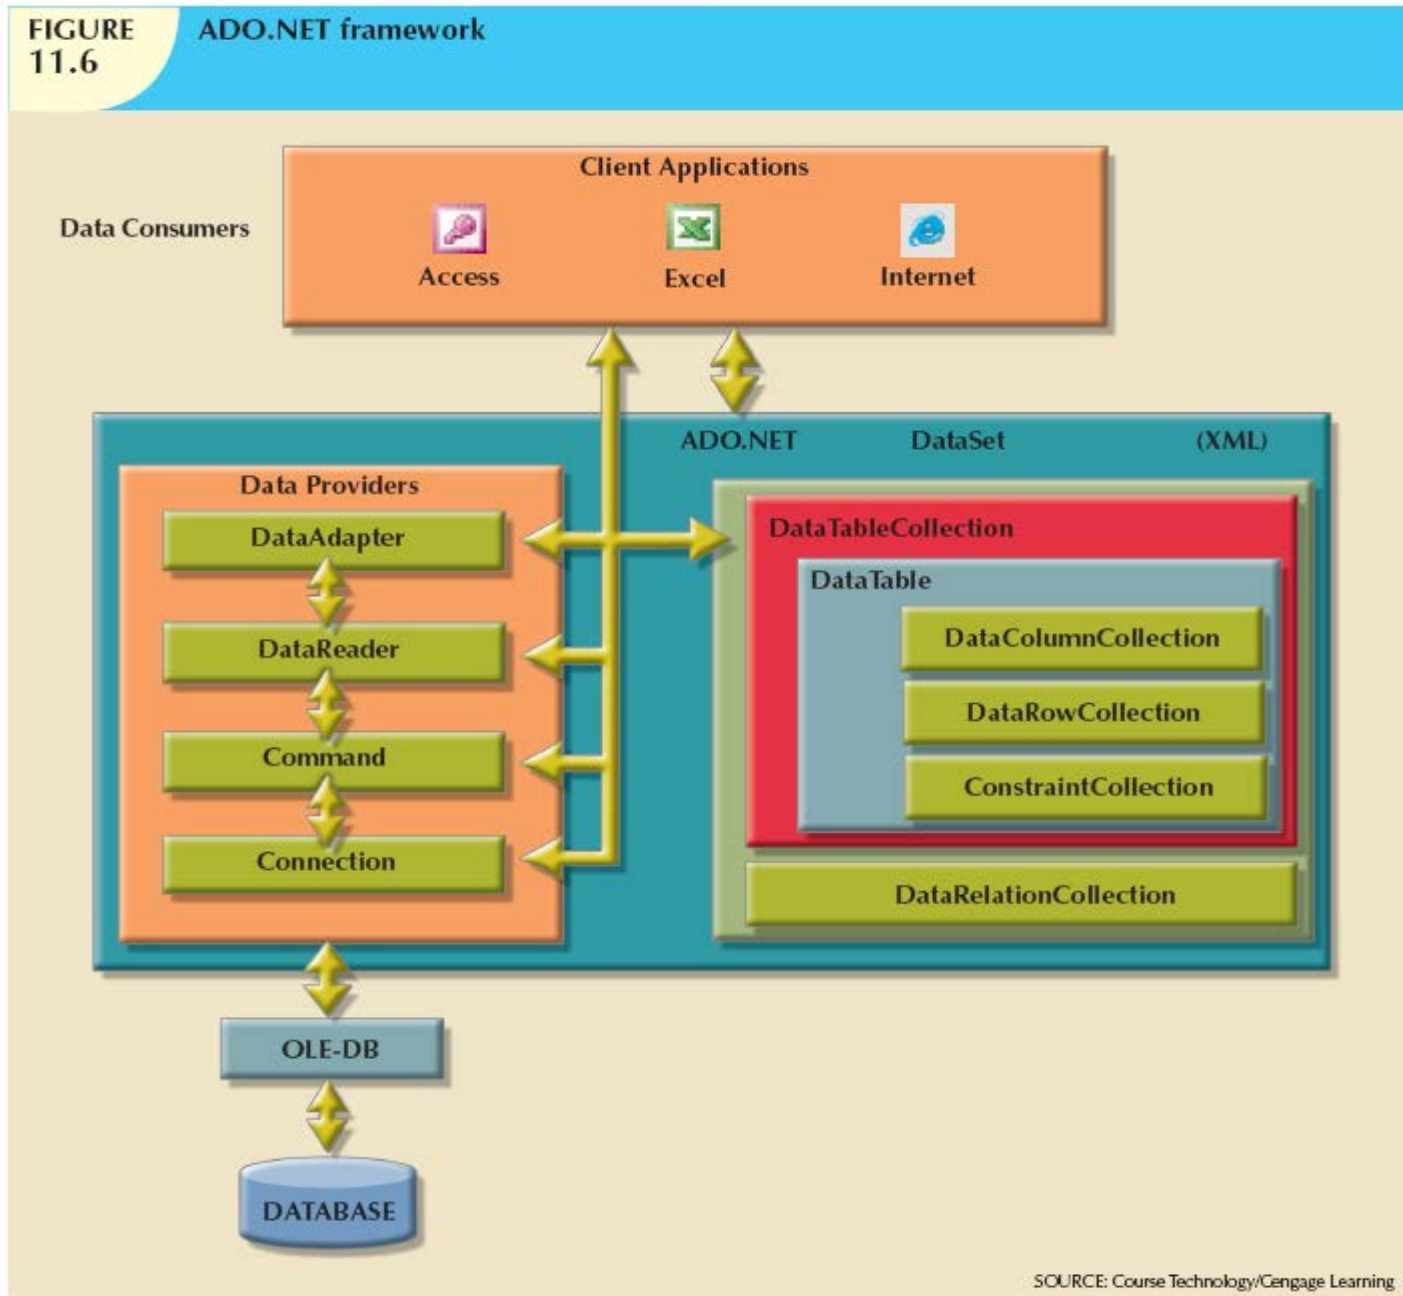 FIGURE
11.6
ADO.NET framework
Client Applications
Data Consumers
Access
Excel
Internet
ADO.NET DataSet (XML)
Data Providers
DataAdapter
DataReader
Command
Connection
DataTableCollection
DataTable
DataColumnCollection
DataRowCollection
ConstraintCollection
DataRelationCollection
OLE-DB
DATABASE
SOURCE: Course Technology/Cengage Learning